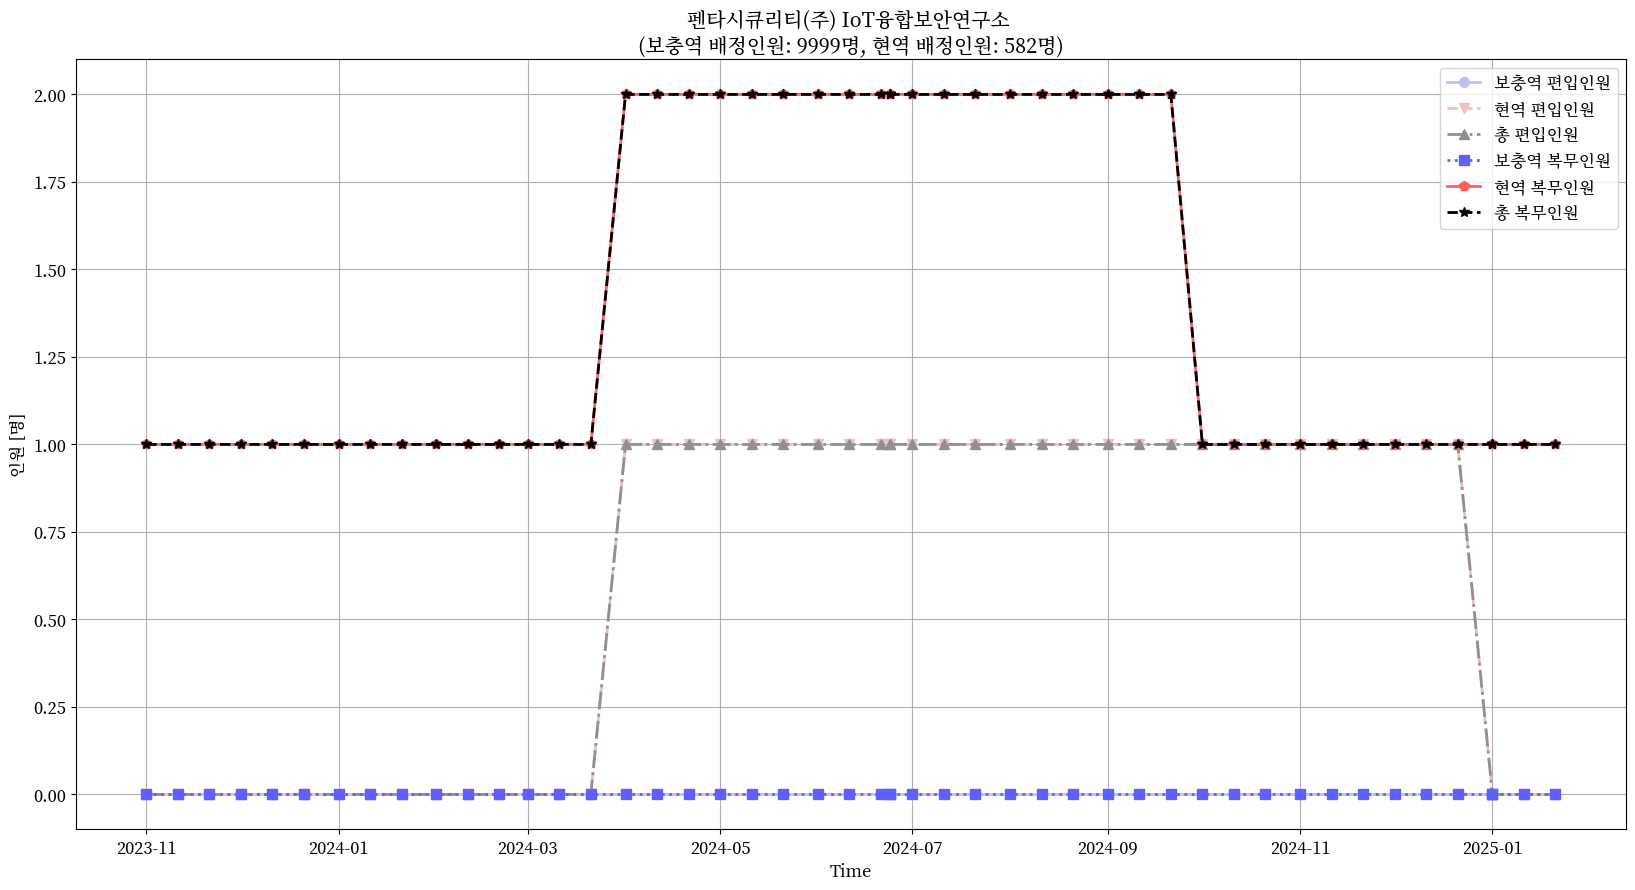 펜타시큐리티(주) IoT융합보안연구소
(보충역 배정인원: 9999명, 현역 배정인원: 582명)
보충역 편입인원
현역 편입인원
총 편입인원
보충역 복무인원
현역 복무인원
총 복무인원
인원 [명]
2.00
1.75
1.50
1.25
1.00
0.75
0.50
0.25
0.00
2023-11
2024-01
2024-03
2024-05
2024-07
2024-09
2024-11
2025-01
Time